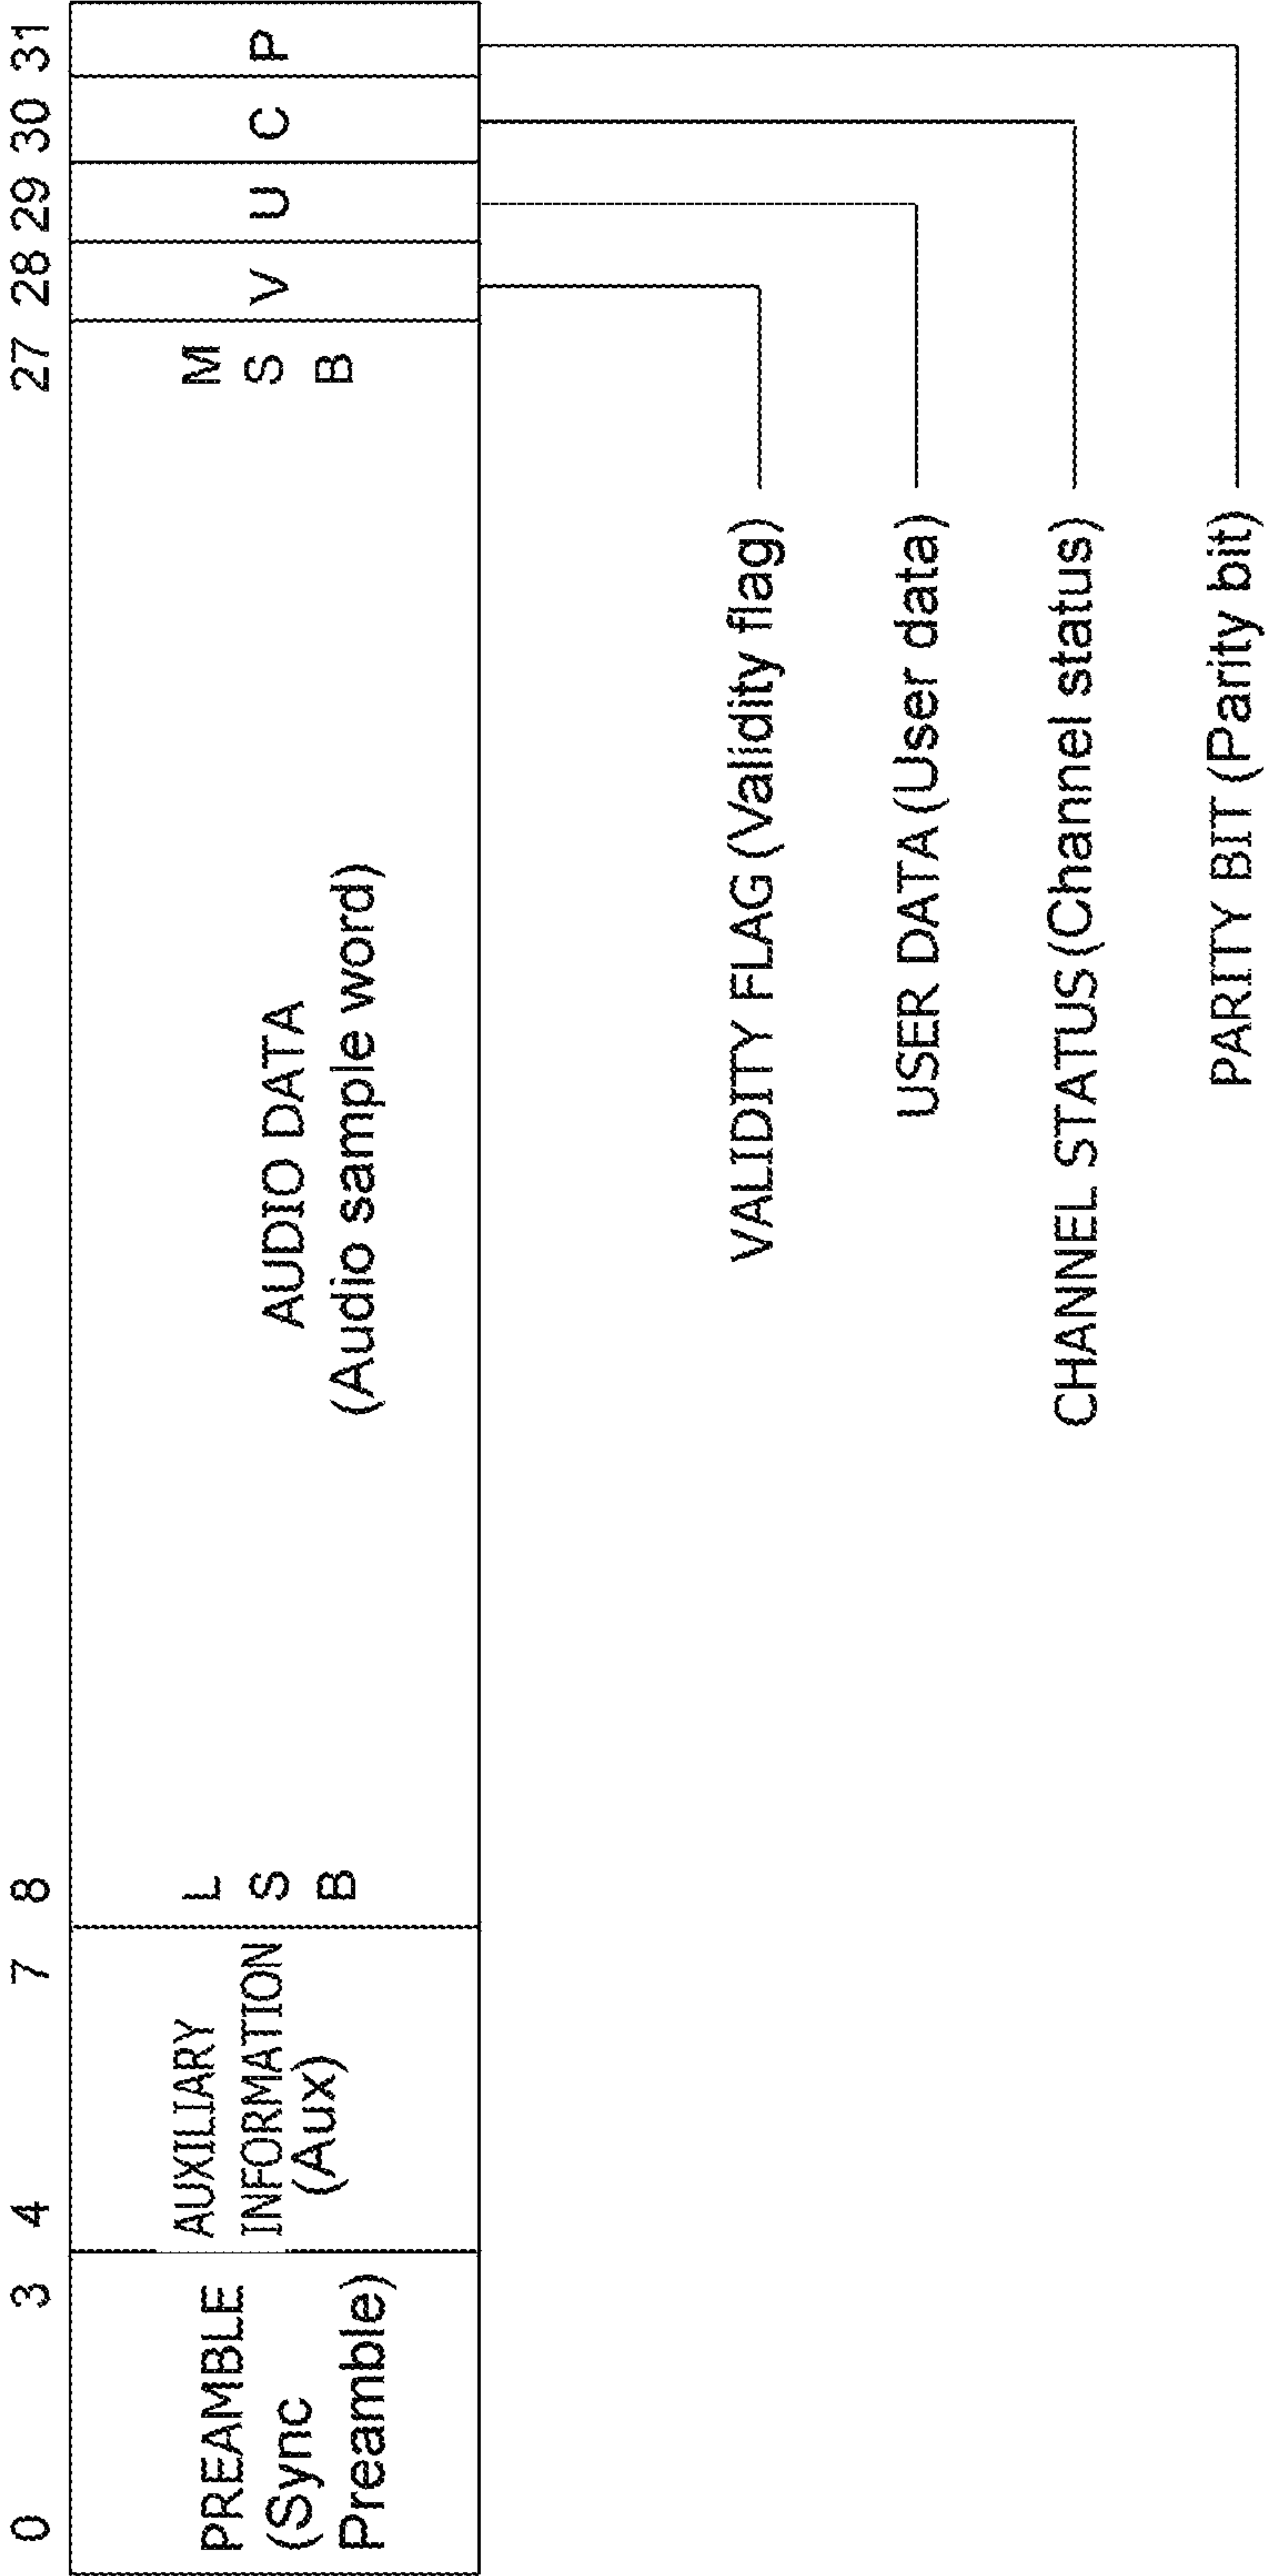 0 3 4 7 8 27 28 29 30 31
PREAMBLE
(Sync
Preamble)
AUXILIARY
INFORMATION
(Aux)
L
S
B
AUDIO DATA
(Audio sample word)
M
S
B
V
U
C
P
VALIDITY FLAG (Validity flag)
USER DATA (User data)
CHANNEL STATUS (Channel status)
PARITY BIT (Parity bit)